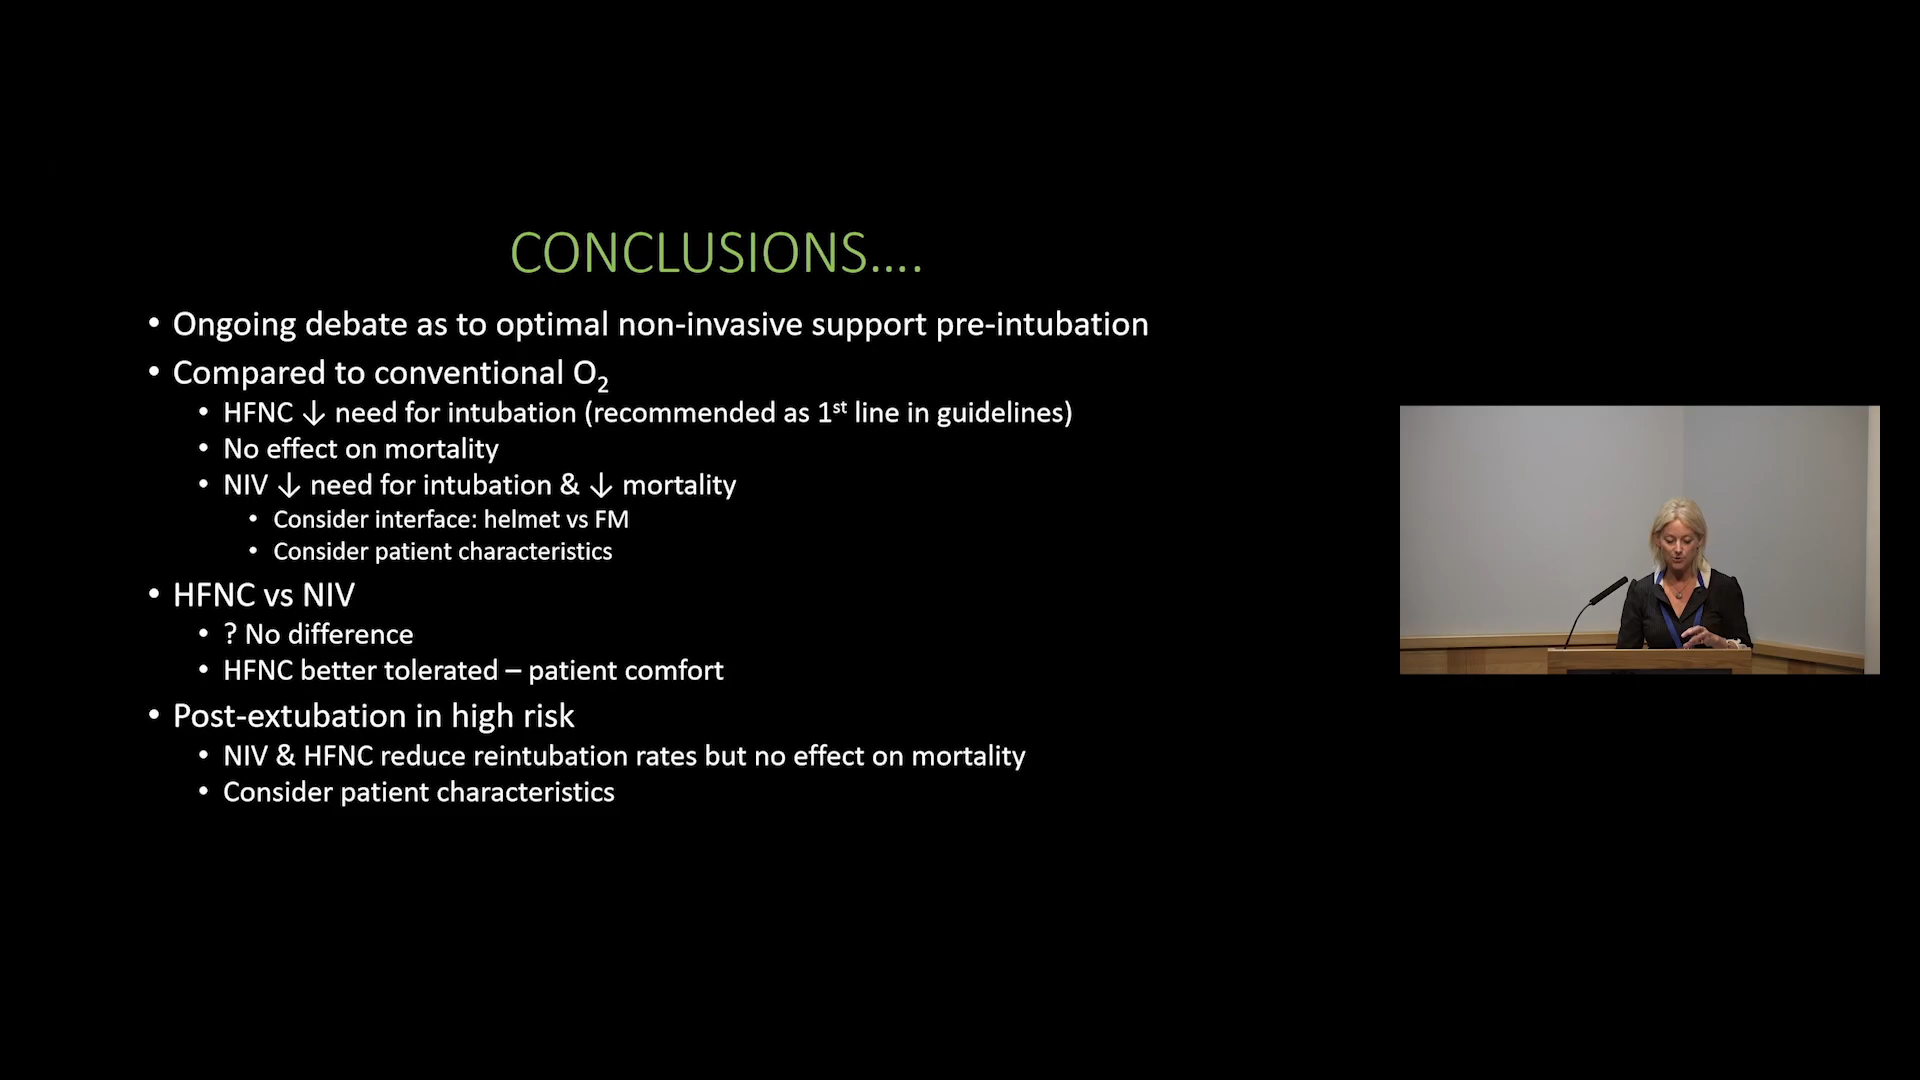 CONCLUSIONS....
• Ongoing debate as to optimal non-invasive support pre-intubation
• Compared to conventional O₂
• HFNC ↓ need for intubation (recommended as 1st line in guidelines)
• No effect on mortality
• NIV ↓ need for intubation & ↓ mortality
• Consider interface: helmet vs FM
• Consider patient characteristics
• HFNC vs NIV
• ? No difference
• HFNC better tolerated – patient comfort
• Post-extubation in high risk
• NIV & HFNC reduce reintubation rates but no effect on mortality
• Consider patient characteristics